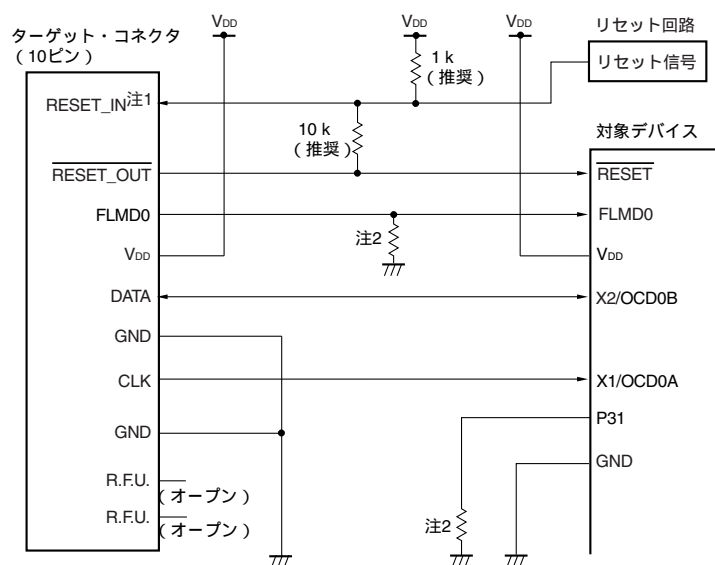 VDD
VDD
VDD
リセット回路
ターゲット・コネクタ
（10ピン）
1 k
（推奨）
リセット信号
RESET_IN注1
10 k
（推奨）
対象デバイス
RESET_OUT
RESET
FLMD0
FLMD0
注2
VDD
VDD
DATA
X2/OCD0B
GND
CLK
X1/OCD0A
P31
GND
GND
R.F.U.
（オープン）
R.F.U.
（オープン）
注2